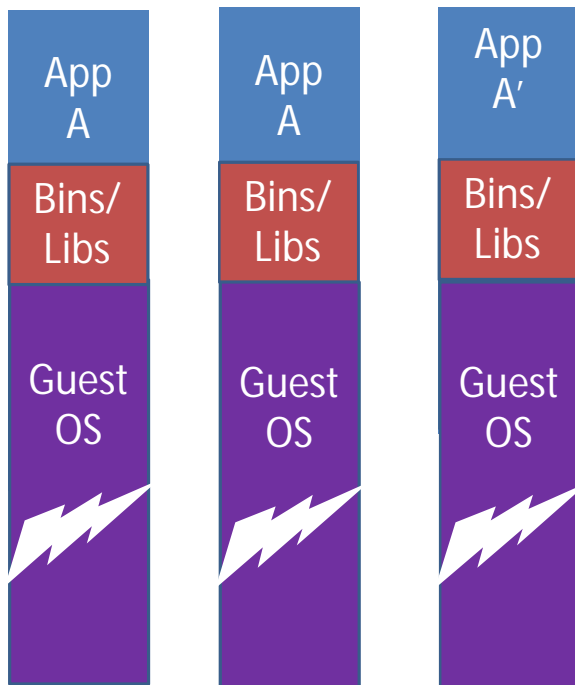 App
A
Bins/
Libs
Guest
OS
App
A
Bins/
Libs
Guest
OS
App
A′
Bins/
Libs
Guest
OS